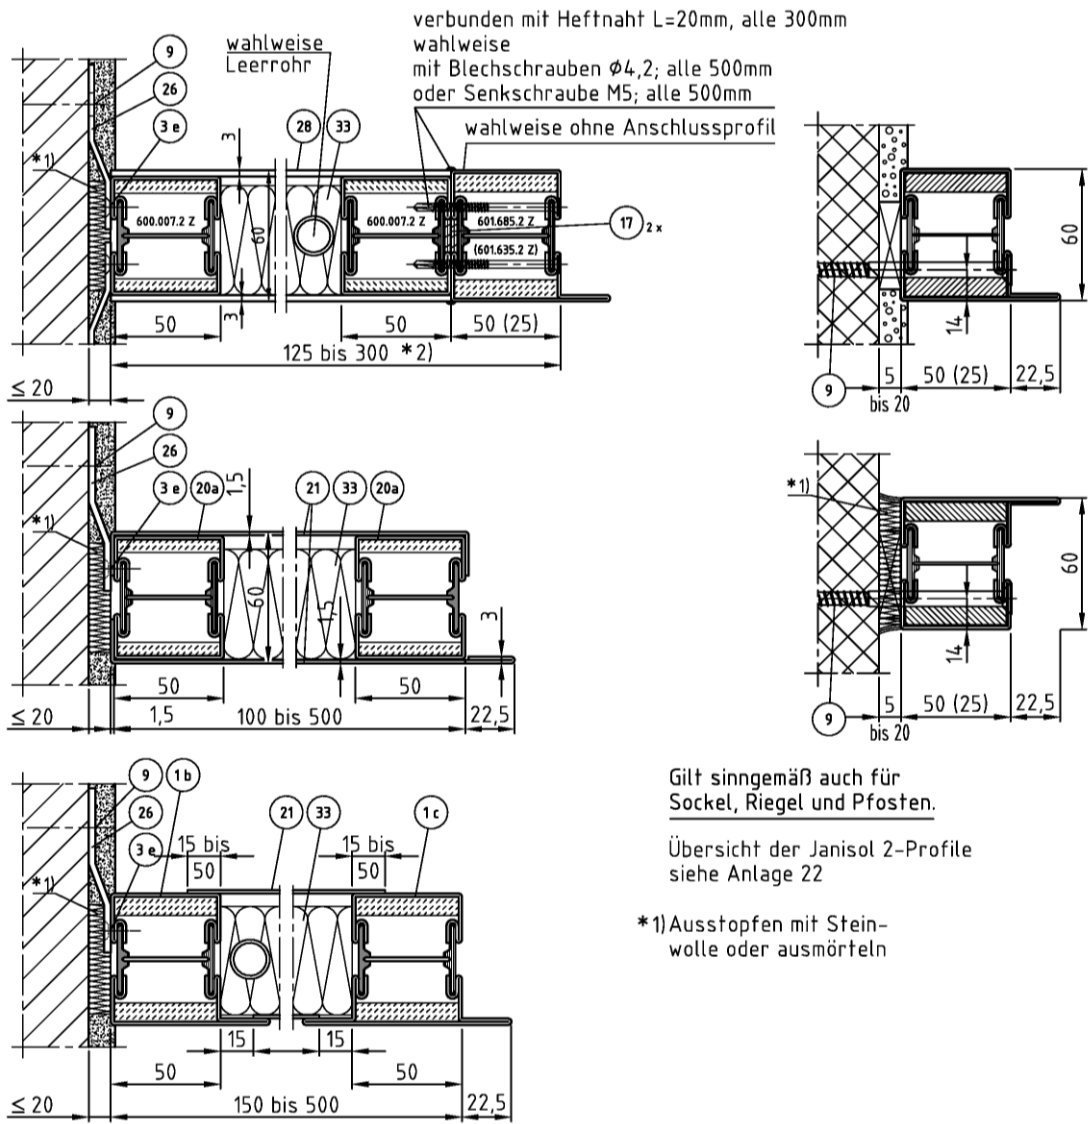 verbunden mit Heftnaht L=20mm, alle 300mm
wahlweise
mit Blechschrauben Ø4,2; alle 500mm
oder Senkschraube M5; alle 500mm
wahlweise ohne Anschlussprofil
wahlweise
Leerrohr
9
26
3 e
*1)
28
33
3
600.007.2 Z
60
600.007.2 Z
601.685.2 Z
(601.635.2 Z)
17 2 x
3
50
50
50 (25)
125 bis 300 *2)
≤ 20
60
14
9
5
50 (25)
22,5
bis 20
9
26
3 e
20a
1,5
21
33
20a
*1)
60
1,5
3
50
50
≤ 20
1,5
100 bis 500
22,5
*1)
60
14
9
5
50 (25)
22,5
bis 20
9
1 b
26
3 e
*1)
15 bis
50
21
33
15 bis
50
1 c
15
15
50
50
≤ 20
150 bis 500
22,5
Gilt sinngemäß auch für
Sockel, Riegel und Pfosten.
Übersicht der Janisol 2-Profile
siehe Anlage 22
*1) Ausstopfen mit Stein-
wolle oder ausmörteln